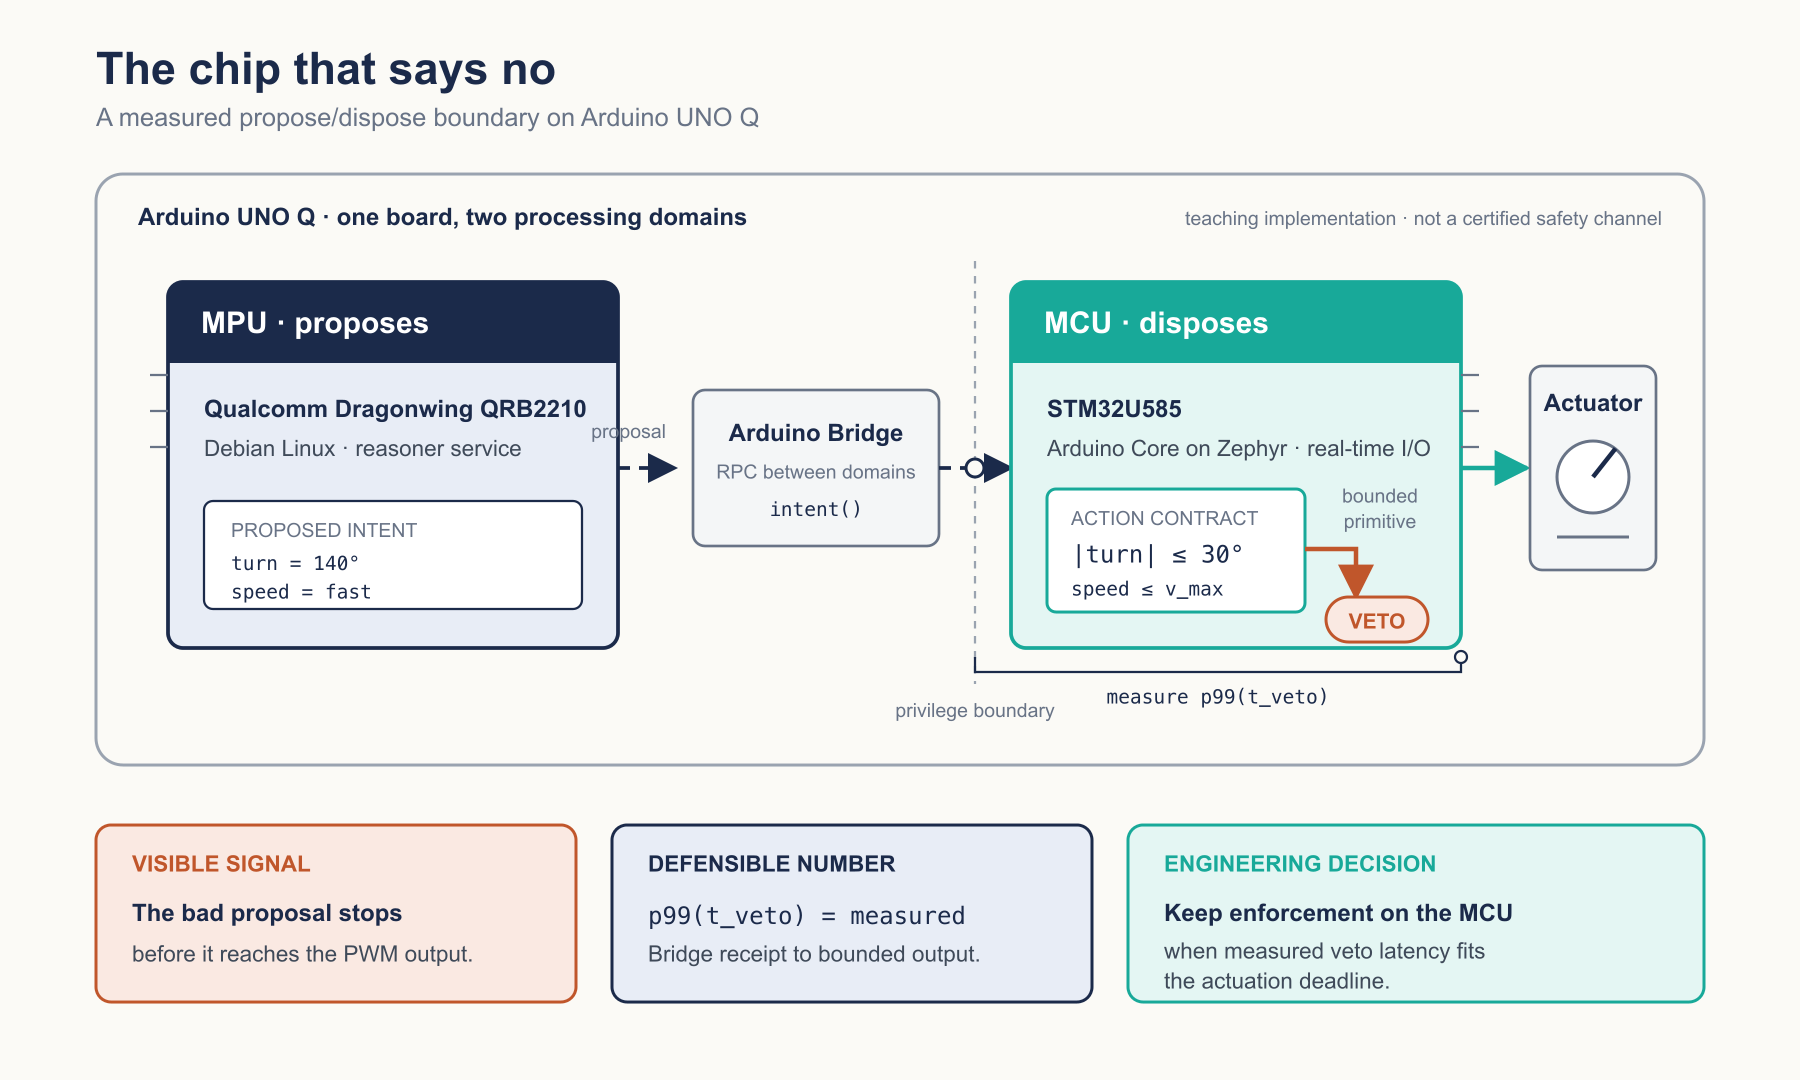 The chip that says no
A measured propose/dispose boundary on Arduino UNO Q
Arduino UNO Q · one board, two processing domains
teaching implementation · not a certified safety channel
MPU · proposes
Qualcomm Dragonwing QRB2210
Debian Linux · reasoner service
PROPOSED INTENT
turn = 140°
speed = fast
proposal
Arduino Bridge
RPC between domains
intent()
MCU · disposes
STM32U585
Arduino Core on Zephyr · real-time I/O
ACTION CONTRACT
|turn| ≤ 30°
speed ≤ v_max
bounded
primitive
VETO
Actuator
measure p99(t_veto)
privilege boundary
VISIBLE SIGNAL
The bad proposal stops
before it reaches the PWM output.
DEFENSIBLE NUMBER
p99(t_veto) = measured
Bridge receipt to bounded output.
ENGINEERING DECISION
Keep enforcement on the MCU
when measured veto latency fits
the actuation deadline.